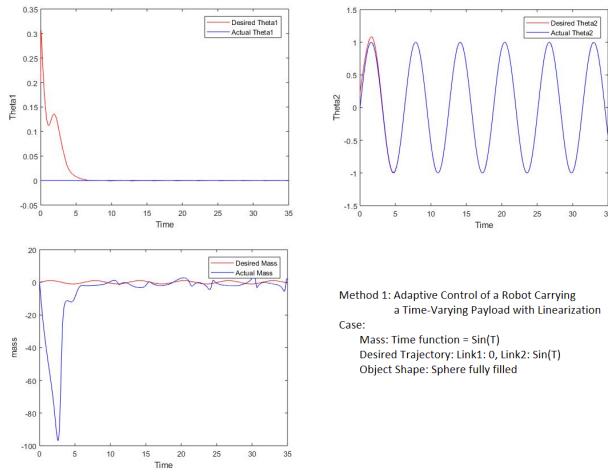 0.35
0.3
0.25
0.2
0.15
0.1
0.05
0
-0.05
Theta1
0 5 10 15 20 25 30 35
Time
Desired Theta1
Actual Theta1
1.5
1
0.5
0
-0.5
-1
-1.5
Theta2
0 5 10 15 20 25 30 35
Time
Desired Theta2
Actual Theta2
20
0
-20
-40
-60
-80
-100
mass
0 5 10 15 20 25 30 35
Time
Desired Mass
Actual Mass
Method 1: Adaptive Control of a Robot Carrying
a Time-Varying Payload with Linearization
Case:
Mass: Time function = Sin(T)
Desired Trajectory: Link1: 0, Link2: Sin(T)
Object Shape: Sphere fully filled